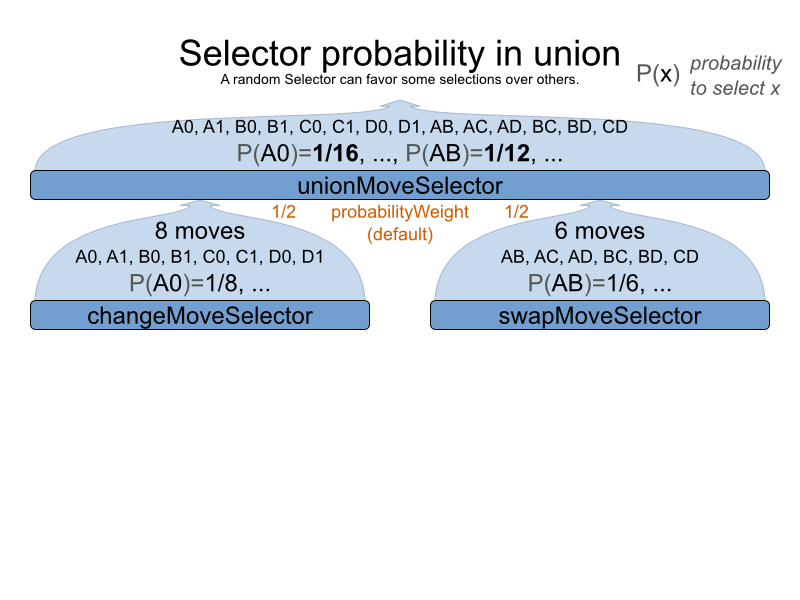 Selector probability in union
A random Selector can favor some selections over others.
P(x) probability
to select x
A0, A1, B0, B1, C0, C1, D0, D1, AB, AC, AD, BC, BD, CD
P(A0)=1/16, ..., P(AB)=1/12, ...
unionMoveSelector
1/2 probabilityWeight 1/2
(default)
8 moves
A0, A1, B0, B1, C0, C1, D0, D1
P(A0)=1/8, ...
changeMoveSelector
6 moves
AB, AC, AD, BC, BD, CD
P(AB)=1/6, ...
swapMoveSelector